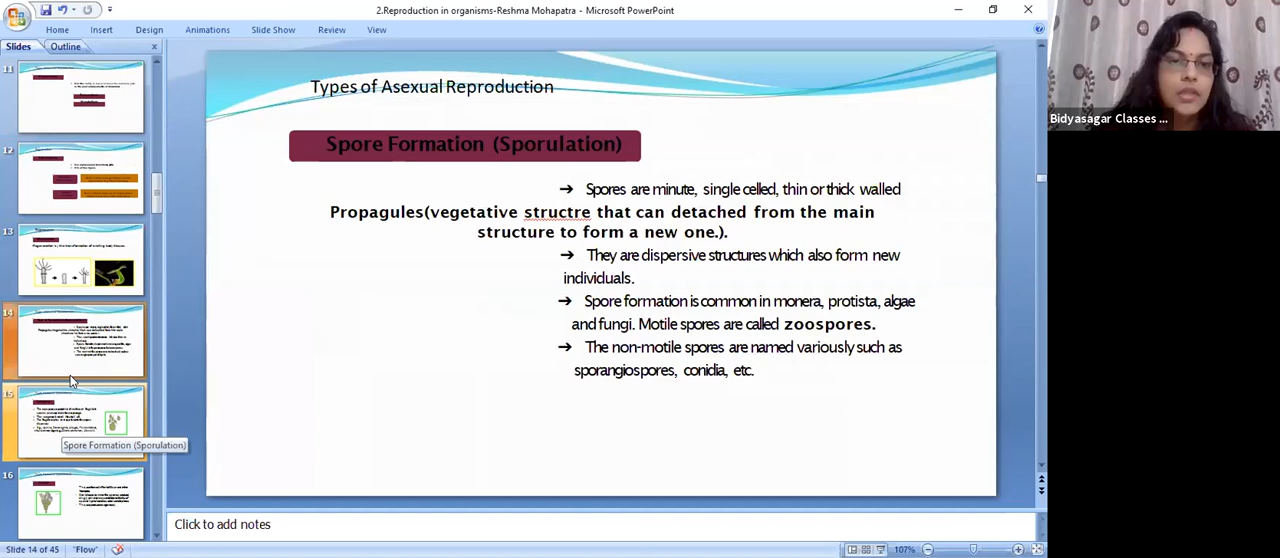 2.Reproduction in organisms-Reshma Mohapatra - Microsoft PowerPoint
Home Insert Design Animations Slide Show Review View
Slides Outline
11
12
13
14
15
16
Spore Formation (Sporulation)
Types of Asexual Reproduction
Spore Formation (Sporulation)
➔ Spores are minute, single celled, thin or thick walled
Propagules(vegetative structre that can detached from the main
structure to form a new one.).
➔ They are dispersive structures which also form new
individuals.
➔ Spore formation is common in monera, protista, algae
and fungi. Motile spores are called zoospores.
➔ The non-motile spores are named variously such as
sporangiospores, conidia, etc.
Click to add notes
Slide 14 of 45 "Flow" 107%
Bidyasagar Classes ...